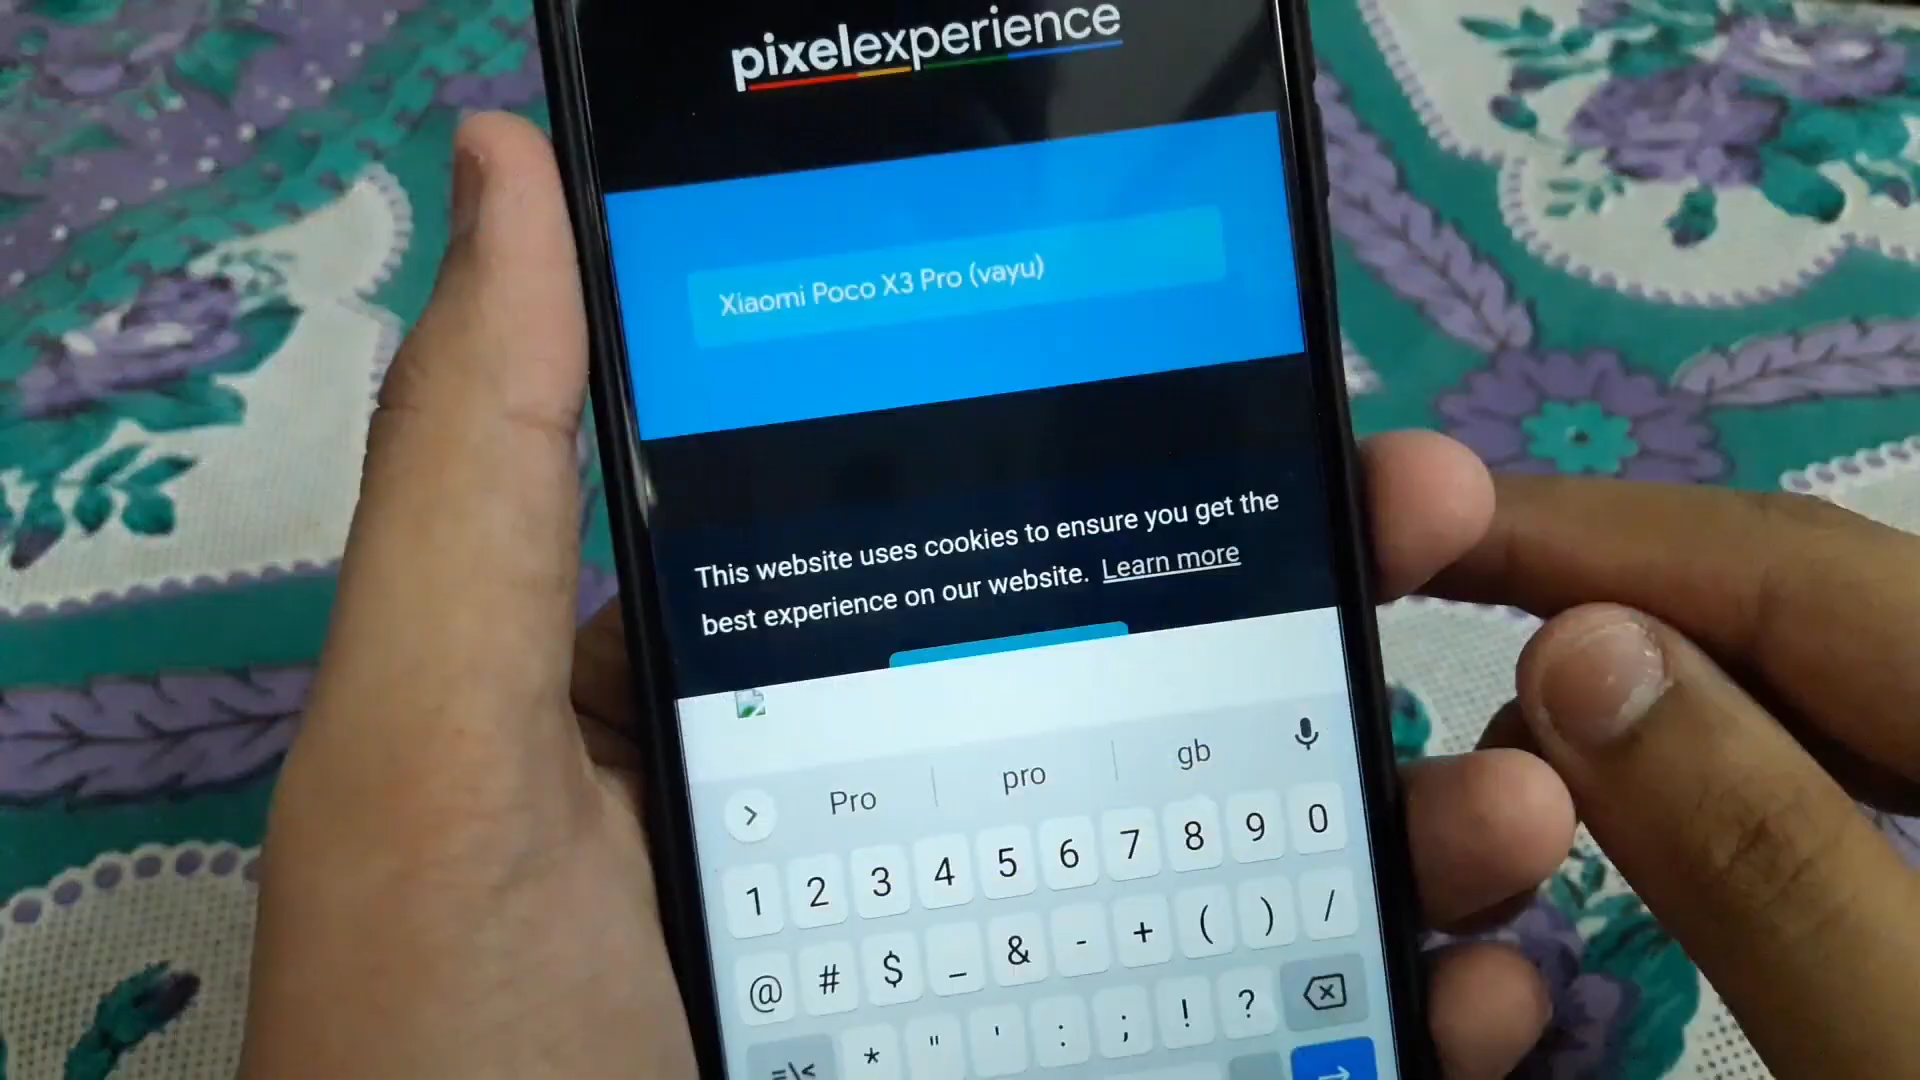 pixelexperience
Xiaomi Poco X3 Pro (vayu)
This website uses cookies to ensure you get the
best experience on our website. Learn more
Pro pro gb
1 2 3 4 5 6 7 8 9 0
@ # $ _ & - + ( ) /
=\< * " ' : ; ! ?